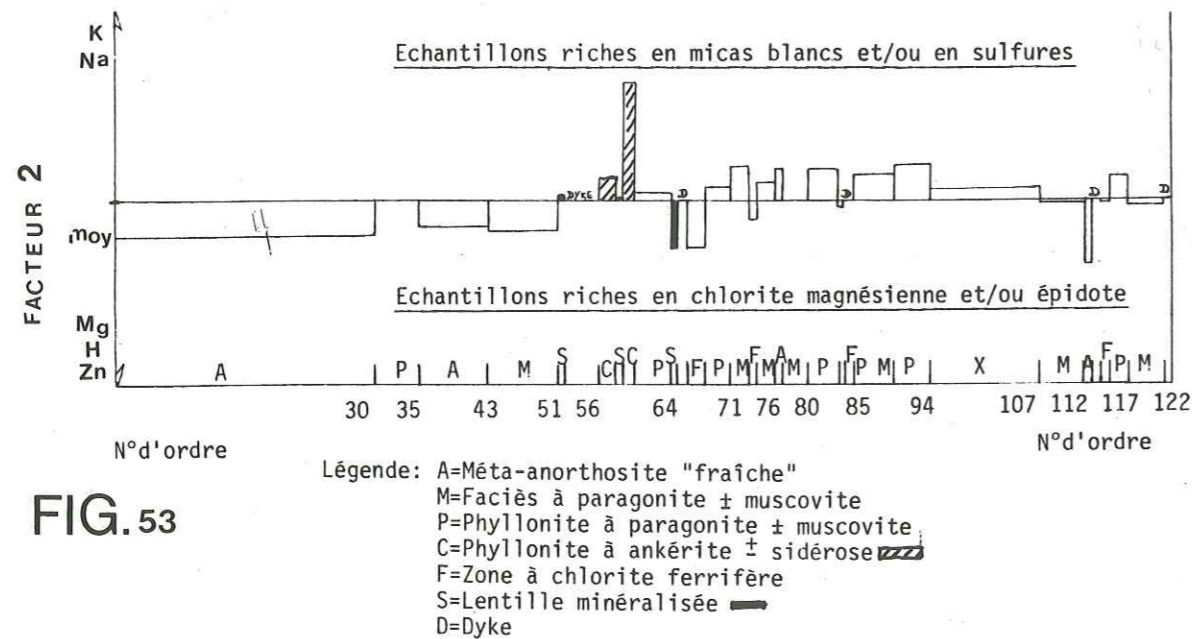 K
Na
Echantillons riches en micas blancs et/ou en sulfures
FACTEUR 2
D
DYKE
D
D
D
moy
Echantillons riches en chlorite magnésienne et/ou épidote
Mg
H
Zn
A P A M S C S C P S F P M F M A M P F P M P X M A F P M
30 35 43 51 56 64 71 76 80 85 94 107 112 117 122
N°d'ordre N°d'ordre
Légende: A=Méta-anorthosite "fraîche"
M=Faciès à paragonite ± muscovite
P=Phyllonite à paragonite ± muscovite
C=Phyllonite à ankérite ± sidérose
F=Zone à chlorite ferrifère
S=Lentille minéralisée
D=Dyke
FIG. 53